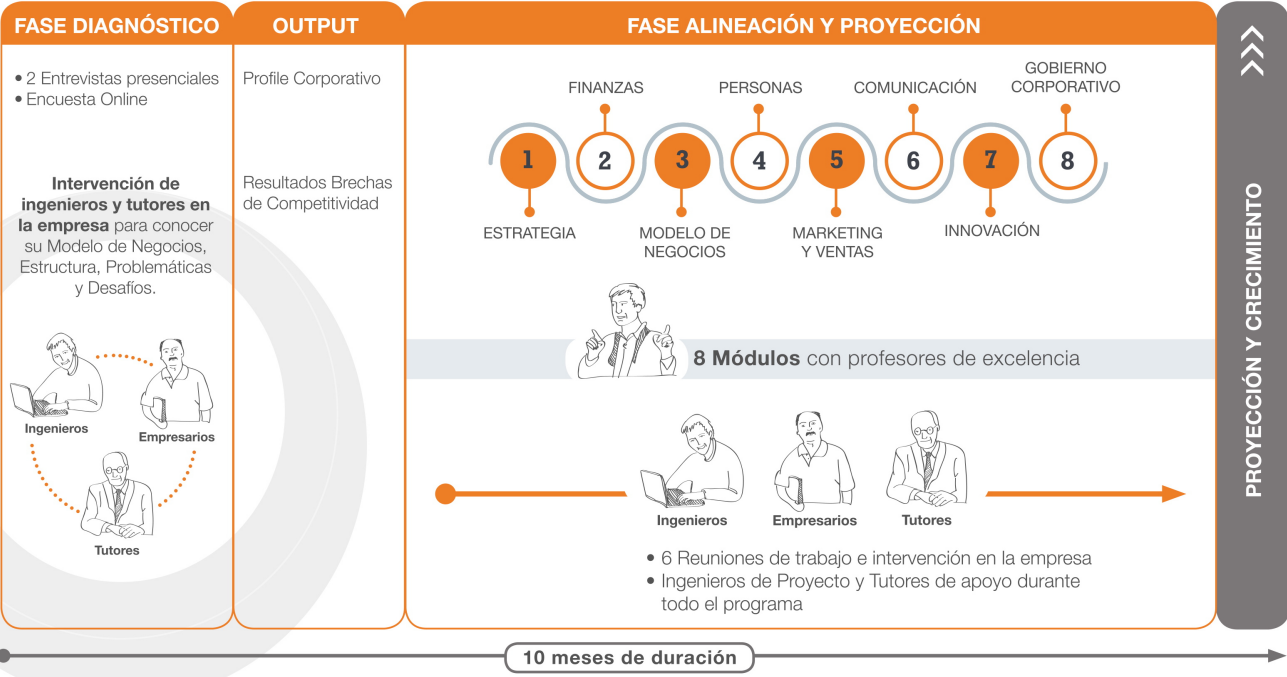 FASE DIAGNÓSTICO
• 2 Entrevistas presenciales
• Encuesta Online
Intervención de
ingenieros y tutores en
la empresa para conocer
su Modelo de Negocios,
Estructura, Problemáticas
y Desafíos.
Ingenieros
Empresarios
Tutores
OUTPUT
Profile Corporativo
Resultados Brechas
de Competitividad
FASE ALINEACIÓN Y PROYECCIÓN
1
ESTRATEGIA
2
FINANZAS
3
MODELO DE
NEGOCIOS
4
PERSONAS
5
MARKETING
Y VENTAS
6
COMUNICACIÓN
7
INNOVACIÓN
8
GOBIERNO
CORPORATIVO
8 Módulos con profesores de excelencia
Ingenieros
Empresarios
Tutores
• 6 Reuniones de trabajo e intervención en la empresa
• Ingenieros de Proyecto y Tutores de apoyo durante
todo el programa
PROYECCIÓN Y CRECIMIENTO
10 meses de duración